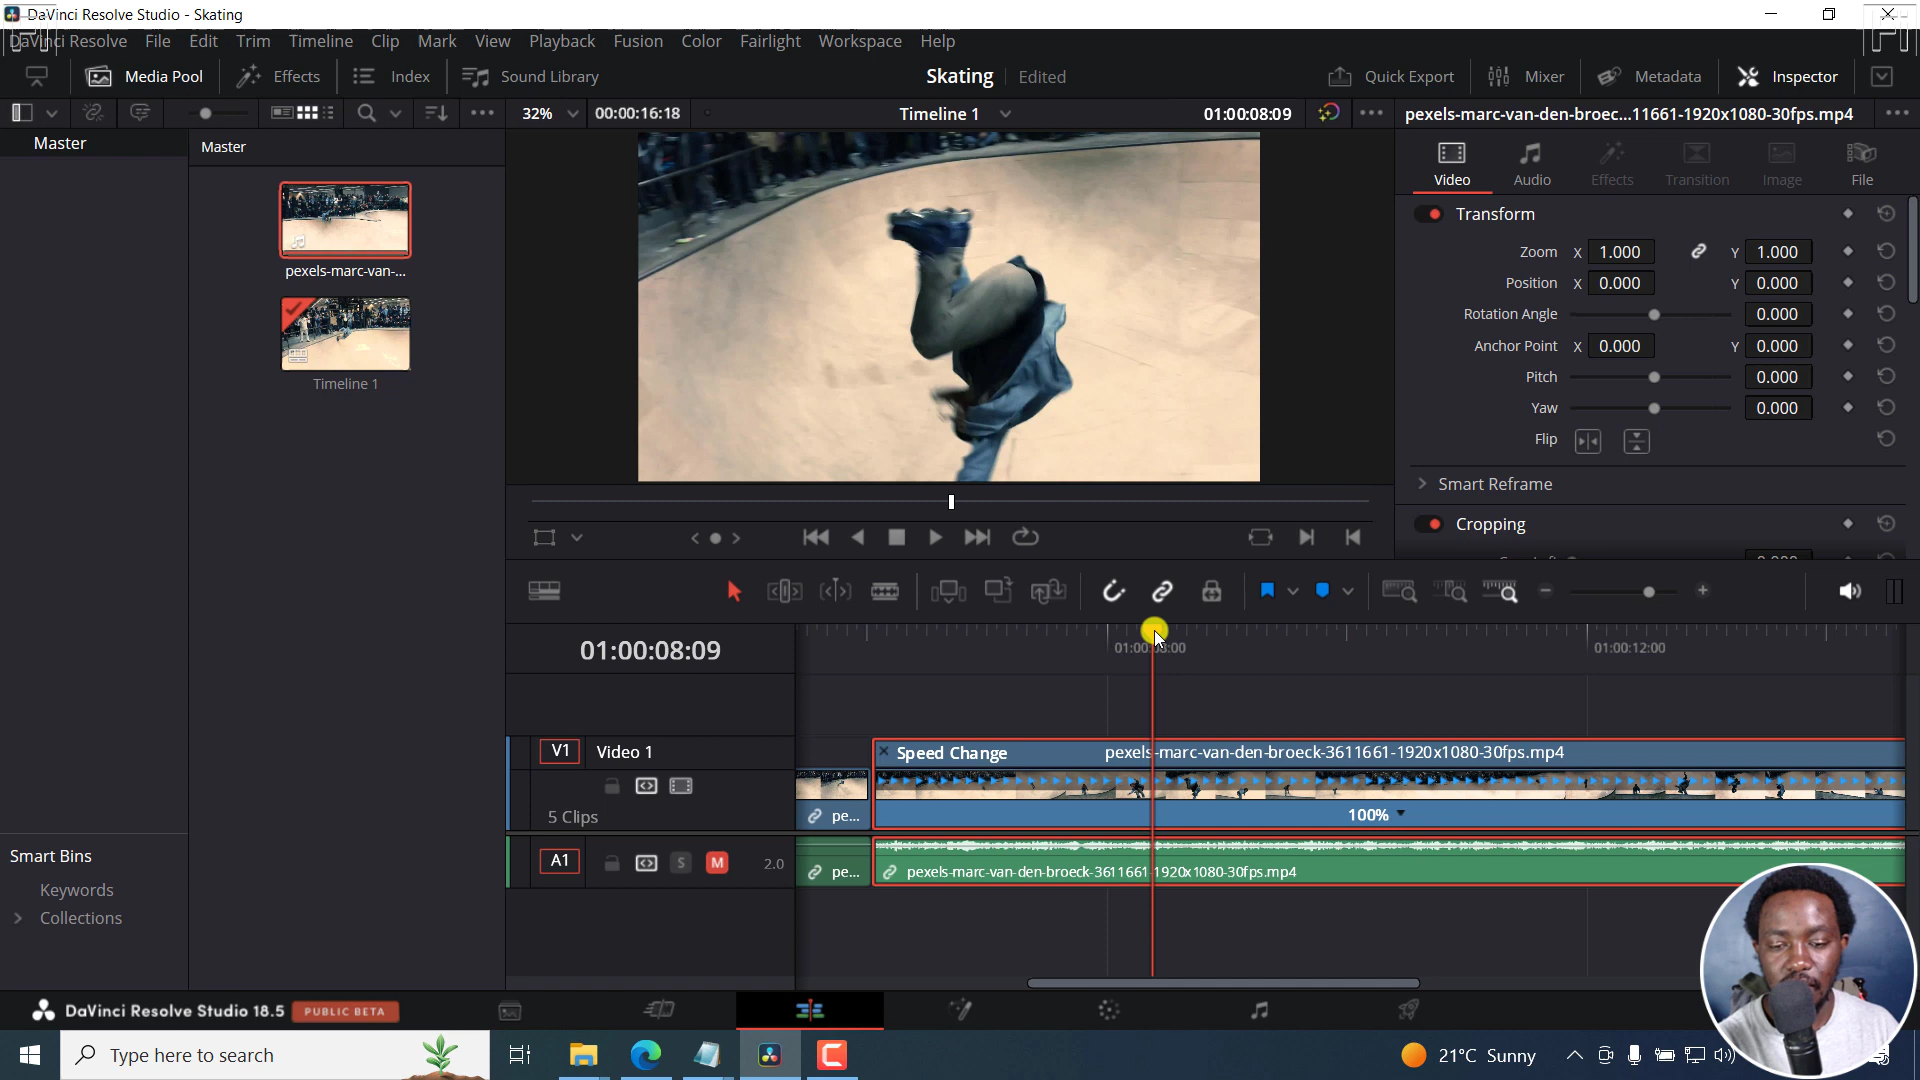 DaVinci Resolve Studio - Skating
DaVinci Resolve File Edit Trim Timeline Clip Mark View Playback Fusion Color Fairlight Workspace Help
Media Pool Effects Index Sound Library Skating Edited Quick Export Mixer Metadata Inspector
32% 00:00:16:18 Timeline 1 01:00:08:09 pexels-marc-van-den-broec...11661-1920x1080-30fps.mp4
Master Master
Video Audio Effects Transition Image File
Transform
Zoom X 1.000 Y 1.000
pexels-marc-van-...
Position X 0.000 Y 0.000
Rotation Angle 0.000
Anchor Point X 0.000 Y 0.000
Timeline 1
Pitch 0.000
Yaw 0.000
Flip
Smart Reframe
Cropping
01:00:08:09
01:00:12:00
V1 Video 1 Speed Change pexels-marc-van-den-broeck-3611661-1920x1080-30fps.mp4
5 Clips pe... 100%
Smart Bins
A1 S M 2.0 pe... pexels-marc-van-den-broeck-3611661-1920x1080-30fps.mp4
Keywords
Collections
DaVinci Resolve Studio 18.5 PUBLIC BETA
Type here to search 21°C Sunny